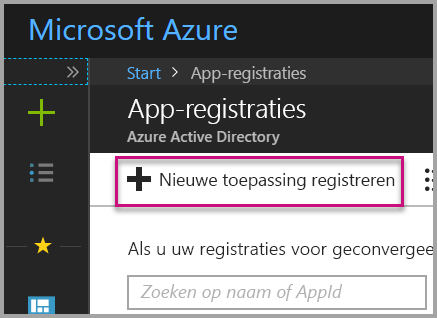 Microsoft Azure
Start > App-registraties
App-registraties
Azure Active Directory
Nieuwe toepassing registreren
Als u uw registraties voor
Zoeken op naam of AppId